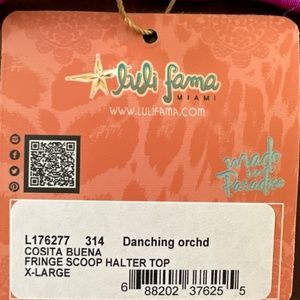 luli fama
MIAMI
WWW.LULIFAMA.COM
made
in
Paradise
L176277 314 Danching orchd
COSITA BUENA
FRINGE SCOOP HALTER TOP
X-LARGE
6 88202 37625 5